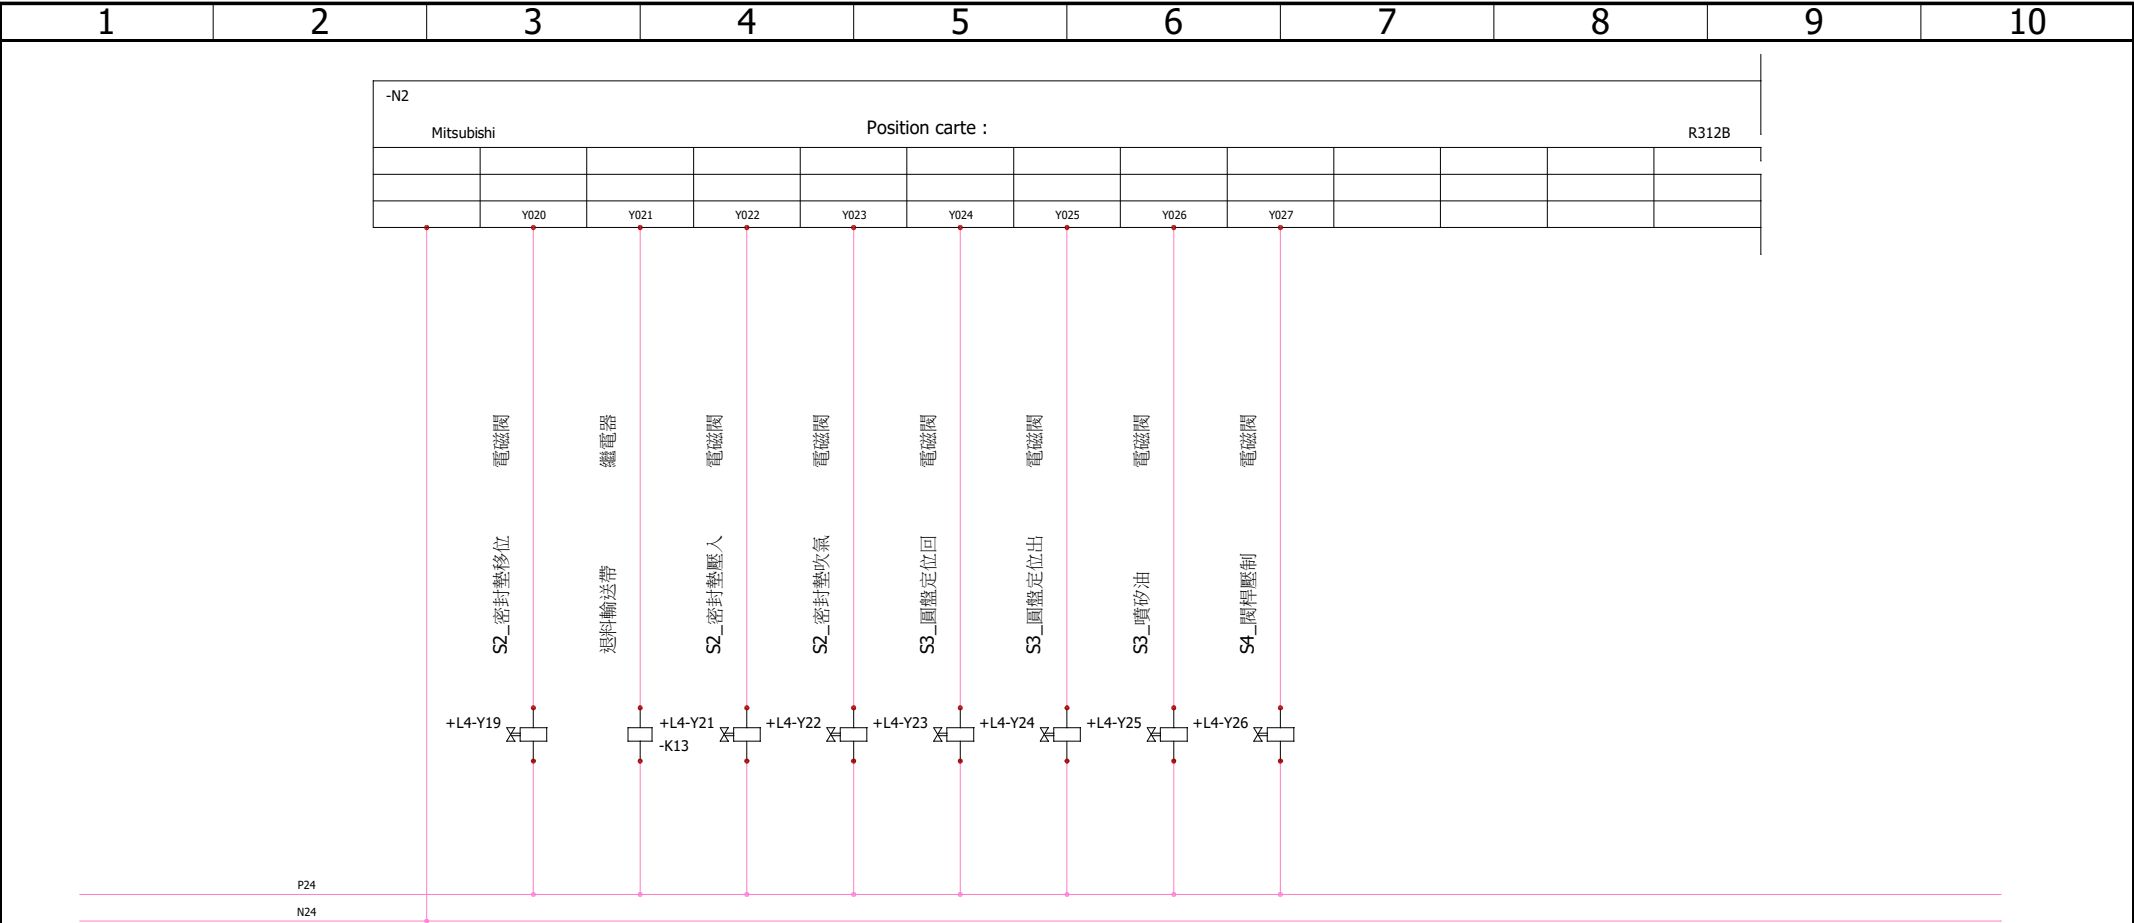 1 2 3 4 5 6 7 8 9 10
-N2
Mitsubishi Position carte : R312B
Y020 Y021 Y022 Y023 Y024 Y025 Y026 Y027
S2_密封墊移位 電磁閥
退料輸送帶 繼電器
S2_密封墊壓入 電磁閥
S2_密封墊吹氣 電磁閥
S3_圓盤定位回 電磁閥
S3_圓盤定位出 電磁閥
S3_噴矽油 電磁閥
S4_閥桿壓制 電磁閥
+L4-Y19 +L4-Y21 +L4-Y22 +L4-Y23 +L4-Y24 +L4-Y25 +L4-Y26
-K13
P24
N24